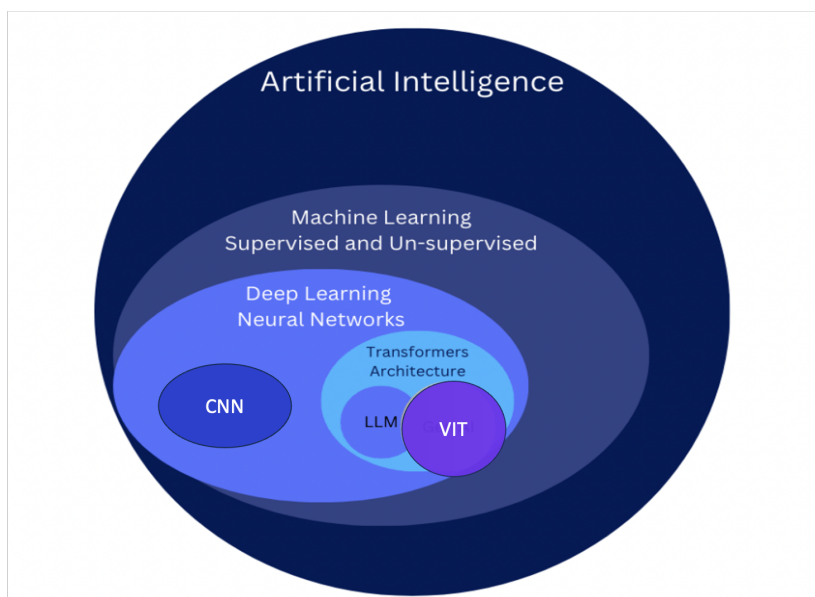 Artificial Intelligence
Machine Learning
Supervised and Un-supervised
Deep Learning
Neural Networks
Transformers
Architecture
CNN
LLM
VIT